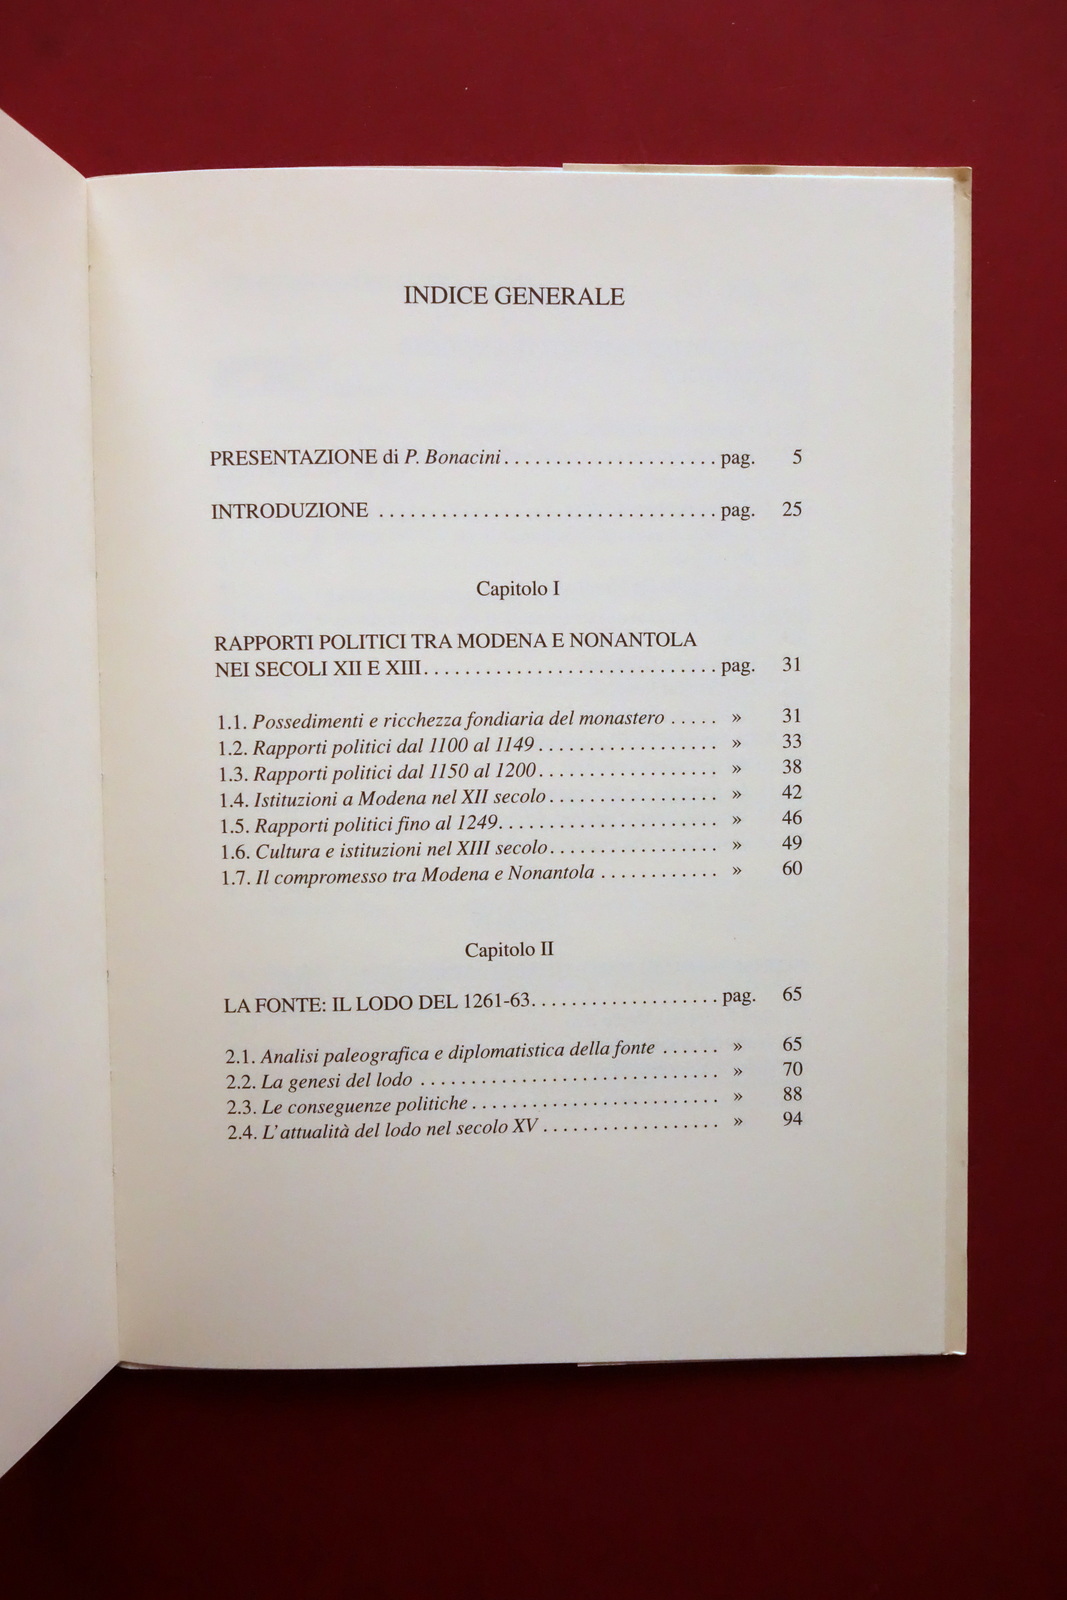 INDICE GENERALE
PRESENTAZIONE di P. Bonacini..................... pag. 5
INTRODUZIONE ................................. pag. 25
Capitolo I
RAPPORTI POLITICI TRA MODENA E NONANTOLA
NEI SECOLI XII E XIII............................ pag. 31
1.1. Possedimenti e ricchezza fondiaria del monastero ..... » 31
1.2. Rapporti politici dal 1100 al 1149.................. » 33
1.3. Rapporti politici dal 1150 al 1200.................. » 38
1.4. Istituzioni a Modena nel XII secolo................. » 42
1.5. Rapporti politici fino al 1249...................... » 46
1.6. Cultura e istituzioni nel XIII secolo................. » 49
1.7. Il compromesso tra Modena e Nonantola ............ » 60
Capitolo II
LA FONTE: IL LODO DEL 1261-63................... pag. 65
2.1. Analisi paleografica e diplomatistica della fonte ...... » 65
2.2. La genesi del lodo .............................. » 70
2.3. Le conseguenze politiche ......................... » 88
2.4. L'attualità del lodo nel secolo XV .................. » 94